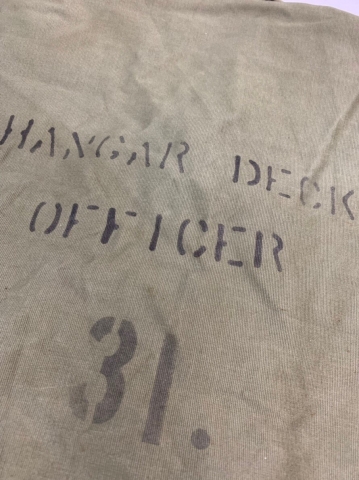 HANGAR DECK
OFFICER
31.